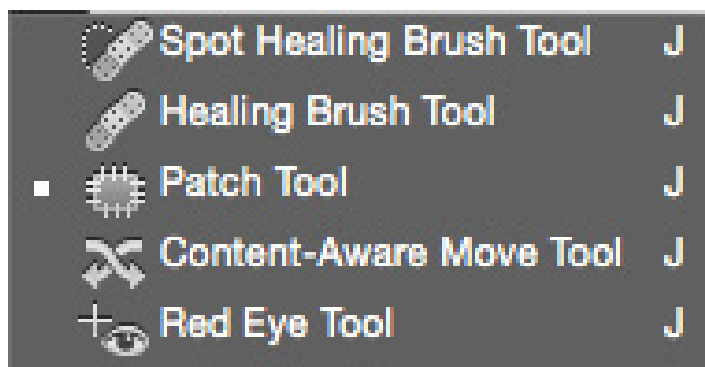 Spot Healing Brush Tool J
Healing Brush Tool J
Patch Tool J
Content-Aware Move Tool J
Red Eye Tool J